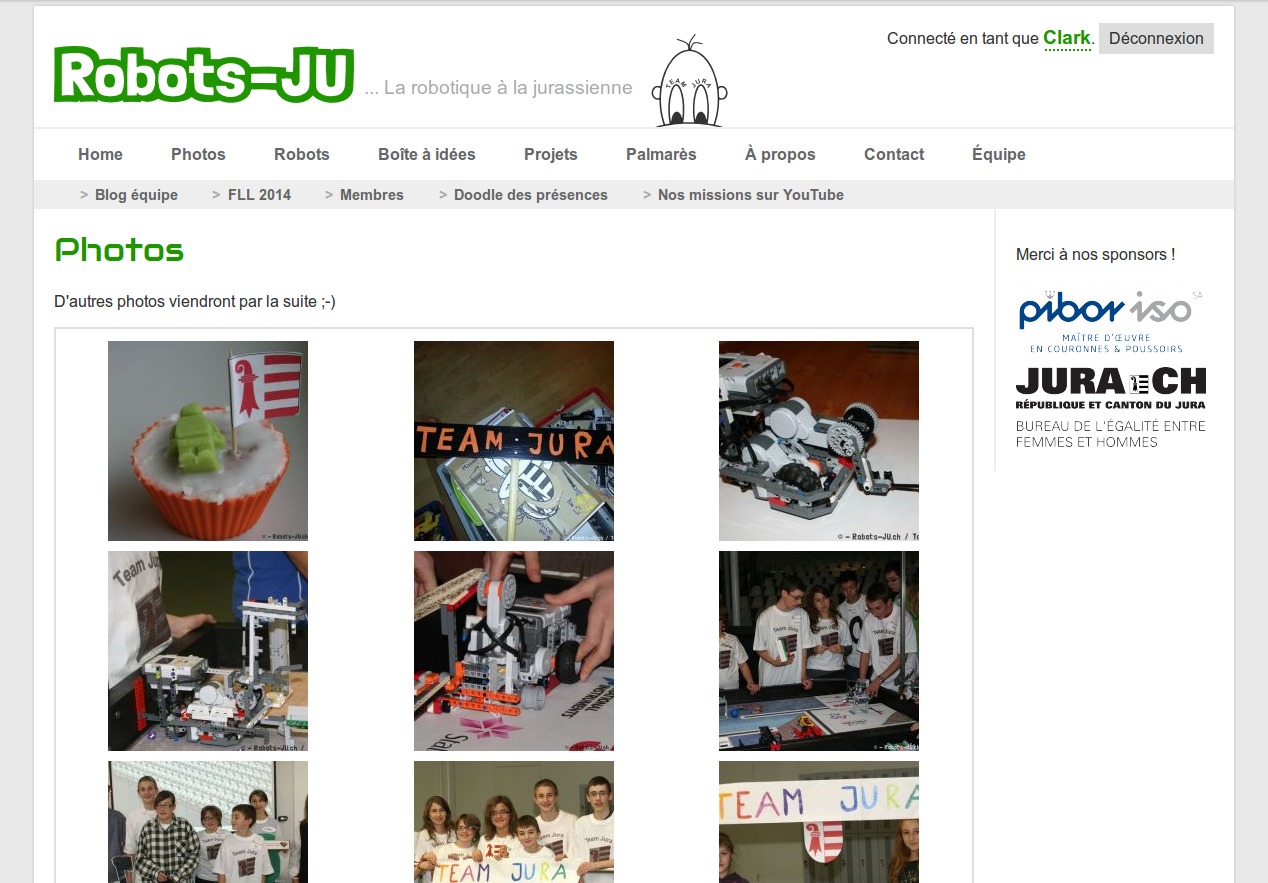 Connecté en tant que Clark. Déconnexion
Robots-JU
... La robotique à la jurassienne
TEAM JURA
Home Photos Robots Boîte à idées Projets Palmarès À propos Contact Équipe
> Blog équipe > FLL 2014 > Membres > Doodle des présences > Nos missions sur YouTube
Photos
D'autres photos viendront par la suite ;-)
Merci à nos sponsors !
pibor iso SA
MAÎTRE D'ŒUVRE
EN COURONNES & POUSSOIRS
JURA CH
RÉPUBLIQUE ET CANTON DU JURA
BUREAU DE L'ÉGALITÉ ENTRE
FEMMES ET HOMMES
TEAM JURA
© - Robots-JU.ch
© - Robots-JU.ch /
Team Ju
© - Robots-JU.ch /
Team Jura
TEAM JURA
TEAM JURA